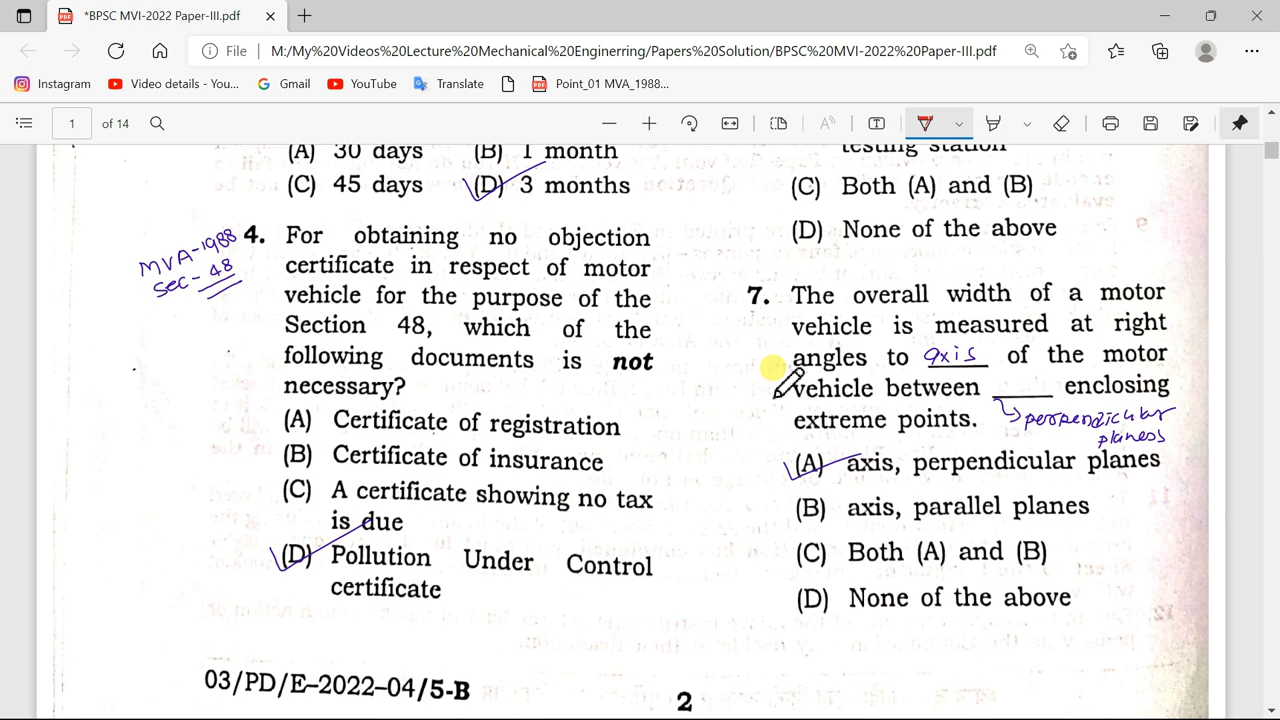 *BPSC MVI-2022 Paper-III.pdf
File M:/My%20Videos%20Lecture%20Mechanical%20Enginerring/Papers%20Solution/BPSC%20MVI-2022%20Paper-III.pdf
Instagram Video details - You... Gmail YouTube Translate Point_01 MVA_1988...
1 of 14
(A) 30 days (B) 1 month
(C) 45 days (D) 3 months
MVA-1988
Sec-48
4. For obtaining no objection
certificate in respect of motor
vehicle for the purpose of the
Section 48, which of the
following documents is not
necessary?
(A) Certificate of registration
(B) Certificate of insurance
(C) A certificate showing no tax
is due
(D) Pollution Under Control
certificate
testing station
(C) Both (A) and (B)
(D) None of the above
7. The overall width of a motor
vehicle is measured at right
angles to axis of the motor
vehicle between ____ enclosing
extreme points.
perpendicular
planess
(A) axis, perpendicular planes
(B) axis, parallel planes
(C) Both (A) and (B)
(D) None of the above
03/PD/E-2022-04/5-B
2